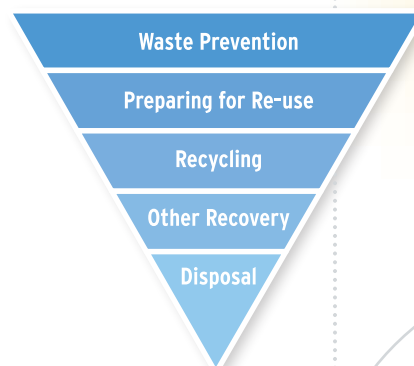 Waste Prevention
Preparing for Re-use
Recycling
Other Recovery
Disposal